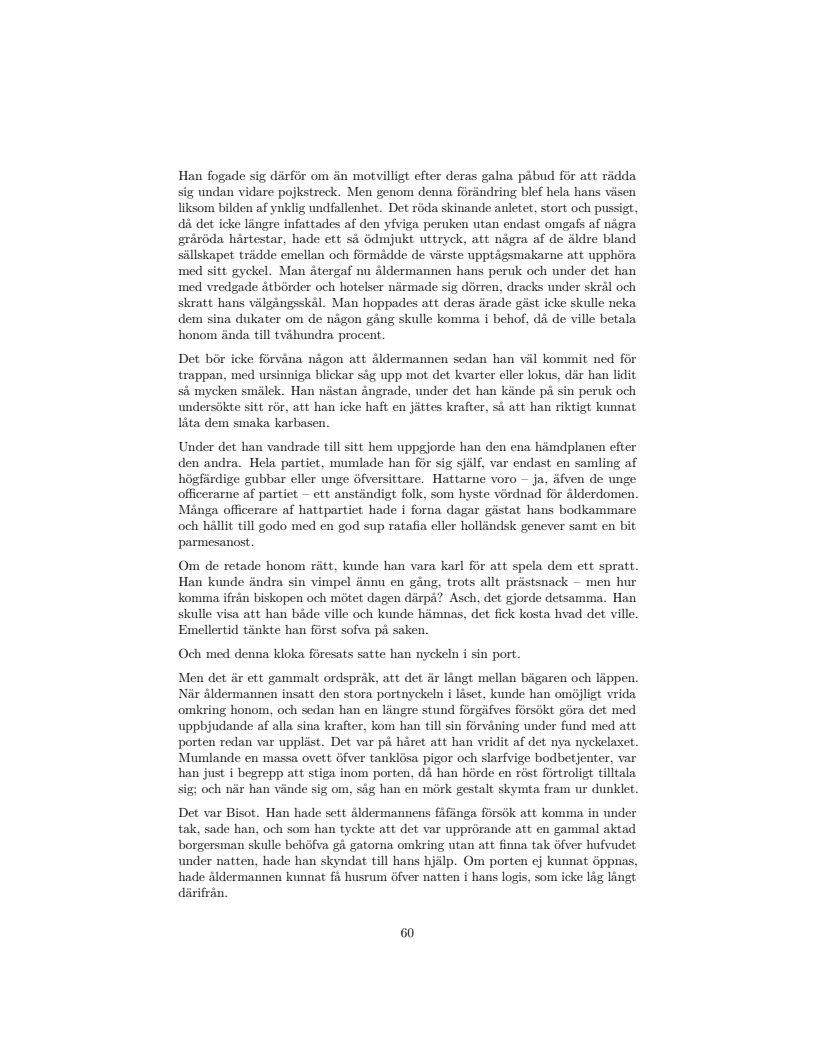 Han fogade sig därför om än motvilligt efter deras galna påbud för att rädda
sig undan vidare pojkstreck. Men genom denna förändring blef hela hans väsen
liksom bilden af ynklig undfallenhet. Det röda skinande anletet, stort och pussigt,
då det icke längre infattades af den yfviga peruken utan endast omgafs af några
gråröda hårtestar, hade ett så ödmjukt uttryck, att några af de äldre bland
sällskapet trädde emellan och förmådde de värste upptågsmakarne att upphöra
med sitt gyckel. Man återgaf nu åldermannen hans peruk och under det han
med vredgade åtbörder och hotelser närmade sig dörren, dracks under skrål och
skratt hans välgångsskål. Man hoppades att deras ärade gäst icke skulle neka
dem sina dukater om de någon gång skulle komma i behof, då de ville betala
honom ända till tvåhundra procent.
Det bör icke förvåna någon att åldermannen sedan han väl kommit ned för
trappan, med ursinniga blickar såg upp mot det kvarter eller lokus, där han lidit
så mycken smälek. Han nästan ångrade, under det han kände på sin peruk och
undersökte sitt rör, att han icke haft en jättes krafter, så att han riktigt kunnat
låta dem smaka karbasen.
Under det han vandrade till sitt hem uppgjorde han den ena hämdplanen efter
den andra. Hela partiet, mumlade han för sig själf, var endast en samling af
högfärdige gubbar eller unge öfversittare. Hattarne voro – ja, äfven de unge
officerarne af partiet – ett anständigt folk, som hyste vördnad för ålderdomen.
Många officerare af hattpartiet hade i forna dagar gästat hans bodkammare
och hållit till godo med en god sup ratafia eller holländsk genever samt en bit
parmesanost.
Om de retade honom rätt, kunde han vara karl för att spela dem ett spratt.
Han kunde ändra sin vimpel ännu en gång, trots allt prästsnack – men hur
komma ifrån biskopen och mötet dagen därpå? Asch, det gjorde detsamma. Han
skulle visa att han både ville och kunde hämnas, det fick kosta hvad det ville.
Emellertid tänkte han först sofva på saken.
Och med denna kloka föresats satte han nyckeln i sin port.
Men det är ett gammalt ordspråk, att det är långt mellan bägaren och läppen.
När åldermannen insatt den stora portnyckeln i låset, kunde han omöjligt vrida
omkring honom, och sedan han en längre stund förgäfves försökt göra det med
uppbjudande af alla sina krafter, kom han till sin förvåning under fund med att
porten redan var uppläst. Det var på håret att han vridit af det nya nyckelaxet.
Mumlande en massa ovett öfver tanklösa pigor och slarfvige bodbetjenter, var
han just i begrepp att stiga inom porten, då han hörde en röst förtroligt tilltala
sig; och när han vände sig om, såg han en mörk gestalt skymta fram ur dunklet.
Det var Bisot. Han hade sett åldermannens fåfänga försök att komma in under
tak, sade han, och som han tyckte att det var upprörande att en gammal aktad
borgersman skulle behöfva gå gatorna omkring utan att finna tak öfver hufvudet
under natten, hade han skyndat till hans hjälp. Om porten ej kunnat öppnas,
hade åldermannen kunnat få husrum öfver natten i hans logis, som icke låg långt
därifrån.
60